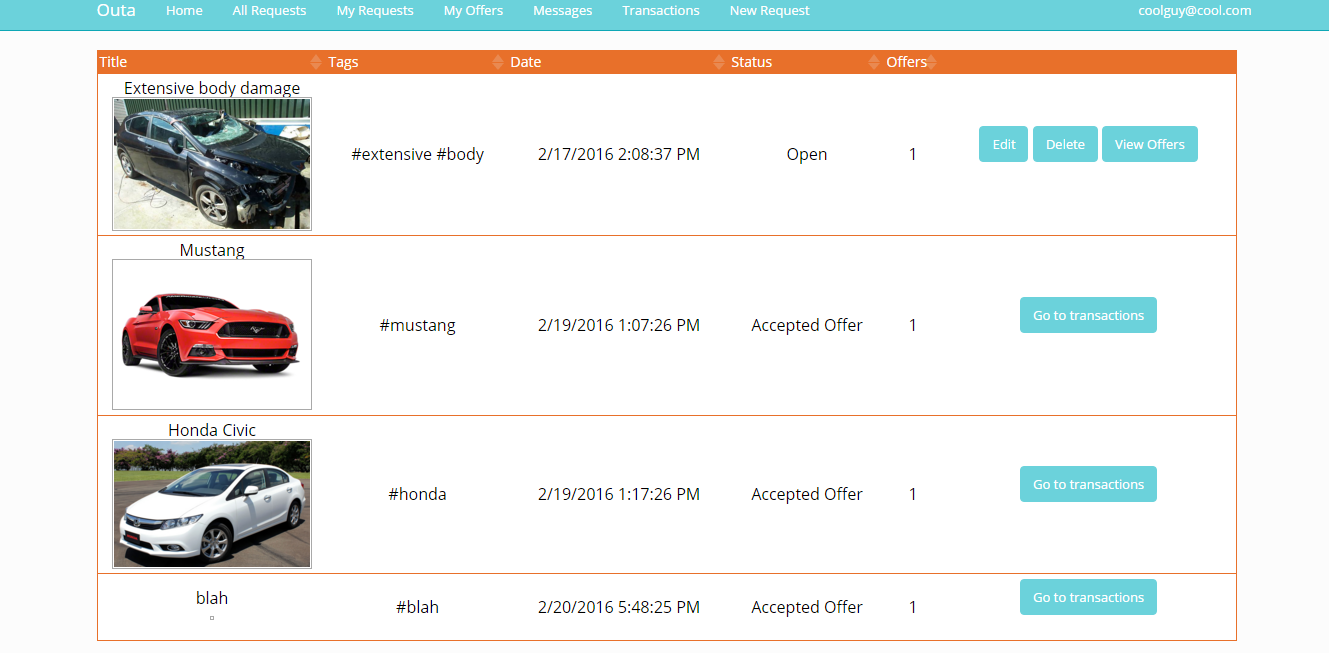 Outa Home All Requests My Requests My Offers Messages Transactions New Request coolguy@cool.com
Title Tags Date Status Offers
Extensive body damage
#extensive #body 2/17/2016 2:08:37 PM Open 1 Edit Delete View Offers
Mustang
#mustang 2/19/2016 1:07:26 PM Accepted Offer 1 Go to transactions
Honda Civic
#honda 2/19/2016 1:17:26 PM Accepted Offer 1 Go to transactions
blah
#blah 2/20/2016 5:48:25 PM Accepted Offer 1 Go to transactions